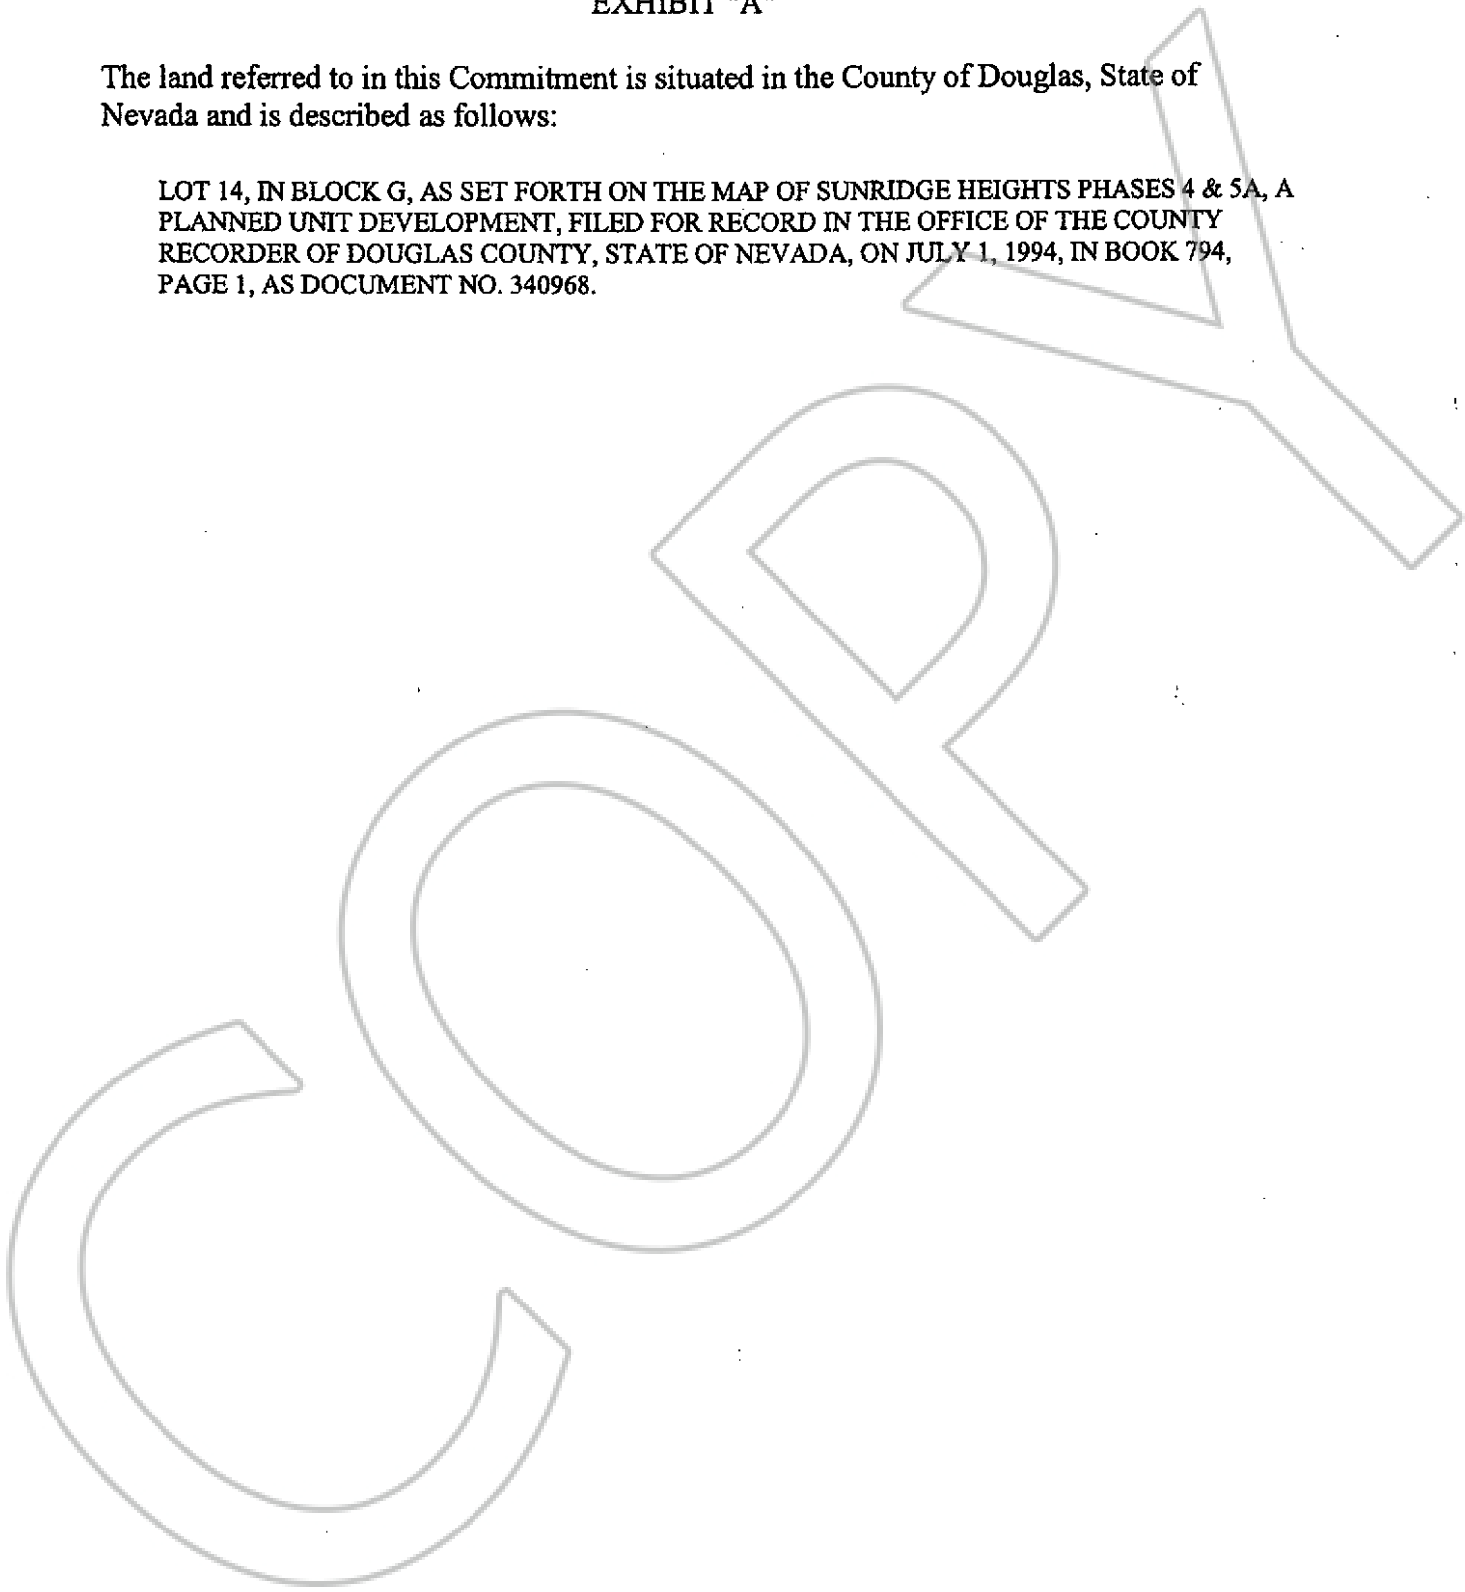 EXHIBIT "A"
The land referred to in this Commitment is situated in the County of Douglas, State of
Nevada and is described as follows:
LOT 14, IN BLOCK G, AS SET FORTH ON THE MAP OF SUNRIDGE HEIGHTS PHASES 4 & 5A, A
PLANNED UNIT DEVELOPMENT, FILED FOR RECORD IN THE OFFICE OF THE COUNTY
RECORDER OF DOUGLAS COUNTY, STATE OF NEVADA, ON JULY 1, 1994, IN BOOK 794,
PAGE 1, AS DOCUMENT NO. 340968.
COPY